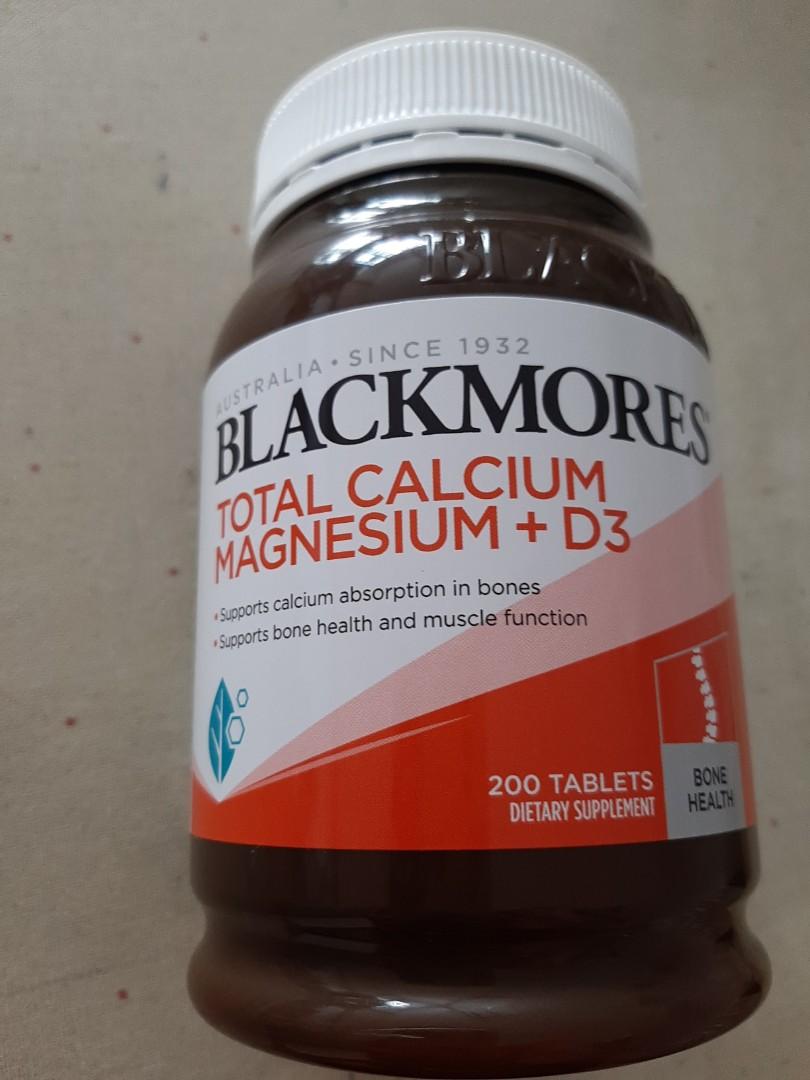 BLACK
AUSTRALIA • SINCE 1932
BLACKMORES®
TOTAL CALCIUM
MAGNESIUM + D3
• Supports calcium absorption in bones
• Supports bone health and muscle function
200 TABLETS
DIETARY SUPPLEMENT
BONE
HEALTH